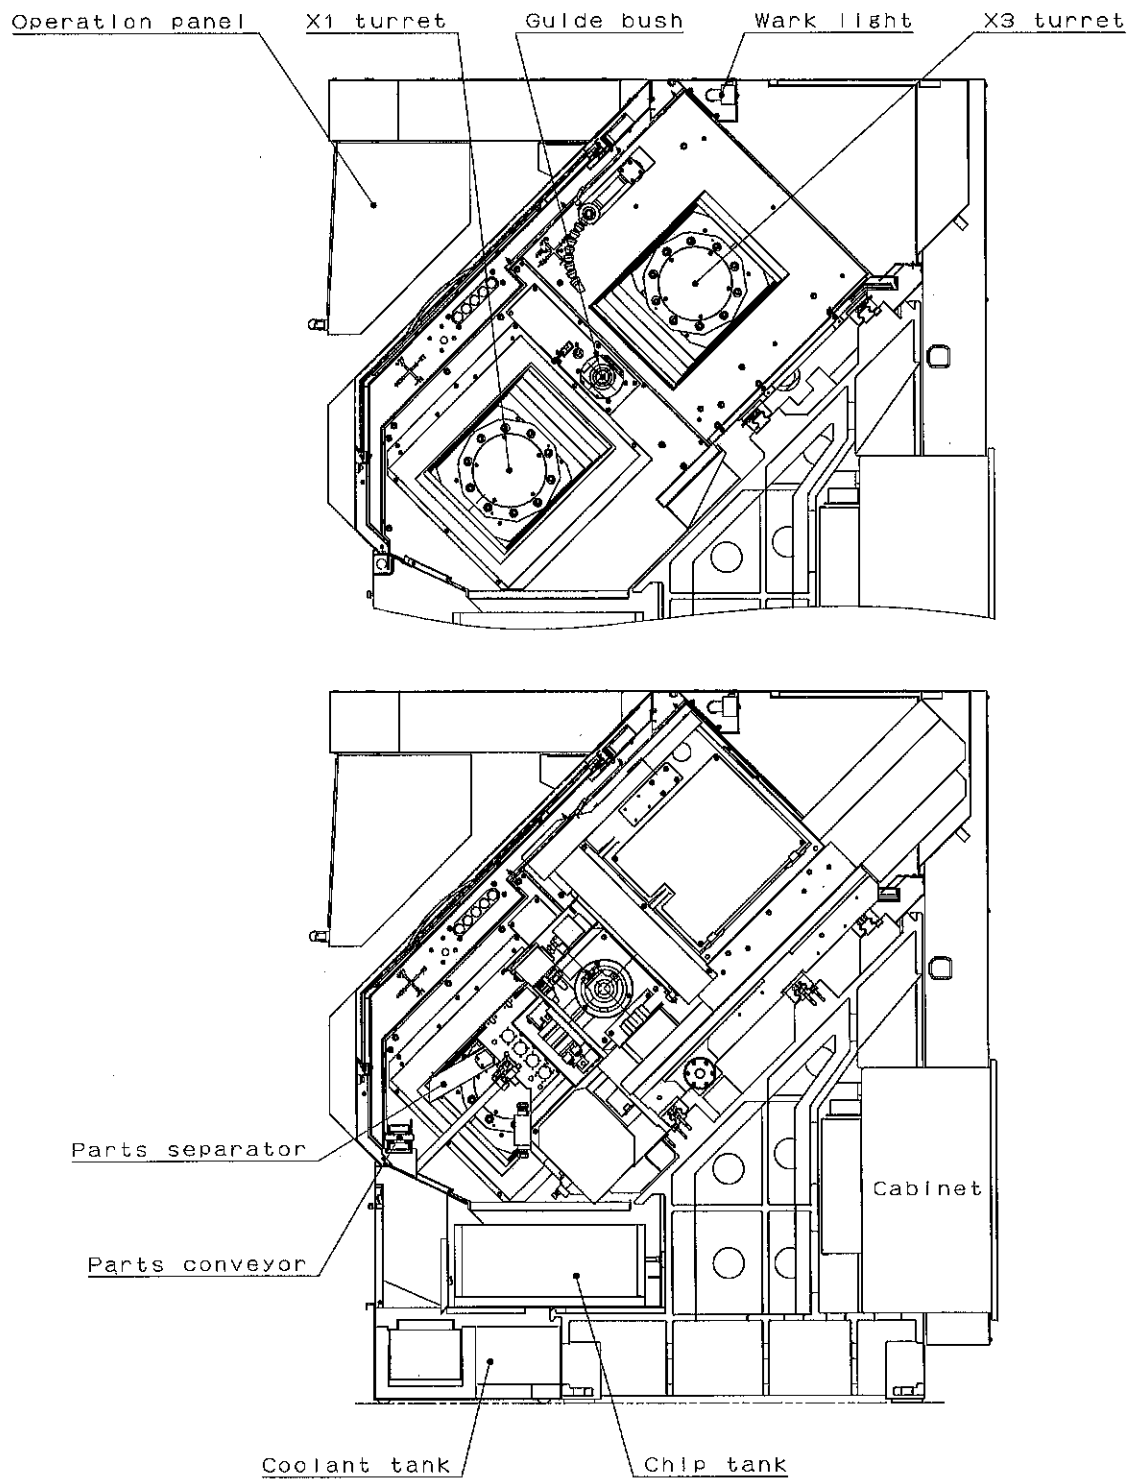 Operation panel
X1 turret
Guide bush
Wark light
X3 turret
Parts separator
Cabinet
Parts conveyor
Coolant tank
Chip tank